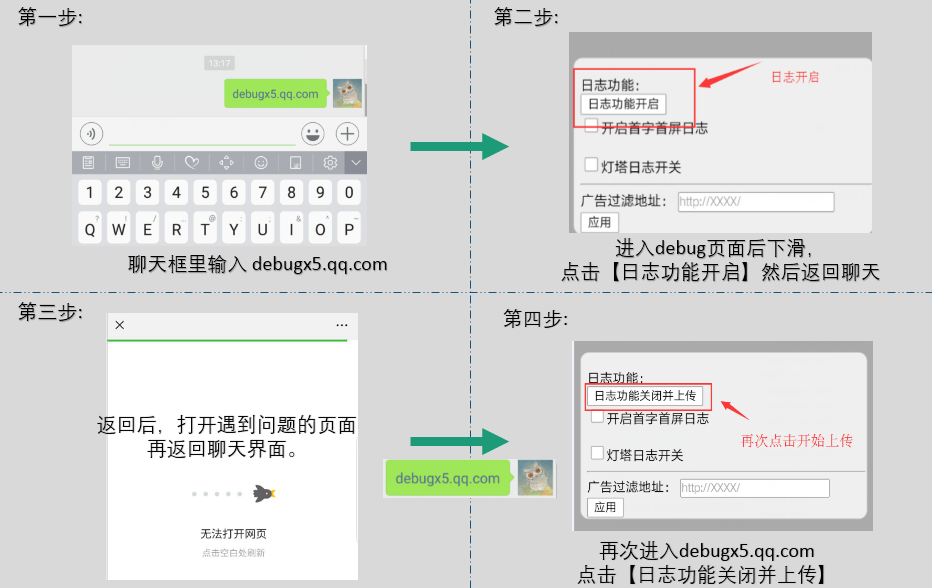 第一步:
13:17
debugx5.qq.com
1 2 3 4 5 6 7 8 9 0
Q W E R T Y U I O P
聊天框里输入 debugx5.qq.com
第二步:
日志开启
日志功能：
日志功能开启
开启首字首屏日志
灯塔日志开关
广告过滤地址： http://XXXX/
应用
进入debug页面后下滑，
点击【日志功能开启】然后返回聊天
第三步:
返回后，打开遇到问题的页面
再返回聊天界面。
无法打开网页
点击空白处刷新
debugx5.qq.com
第四步:
日志功能：
日志功能关闭并上传
开启首字首屏日志
再次点击开始上传
灯塔日志开关
广告过滤地址： http://XXXX/
应用
再次进入debugx5.qq.com
点击【日志功能关闭并上传】